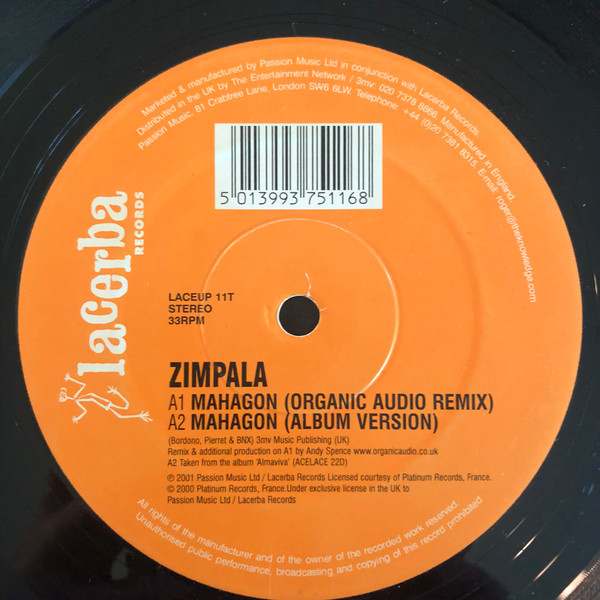 Marketed & manufactured by Passion Music Ltd in conjunction with Lacerba Records.
Distributed in the UK by The Entertainment Network / 3mv: 020 7378 8866. Manufactured in England.
Passion Music, 81 Crabtree Lane, London SW6 6LW. Telephone: +44 (0)20 7381 8315. E-mail: roger@theknowledge.com
5 013993 751168
lacerba
RECORDS
LACEUP 11T
STEREO
33RPM
ZIMPALA
A1 MAHAGON (ORGANIC AUDIO REMIX)
A2 MAHAGON (ALBUM VERSION)
(Bordono, Pierret & BNX) 3mv Music Publishing (UK)
Remix & additional production on A1 by Andy Spence www.organicaudio.co.uk
A2 Taken from the album 'Almaviva' (ACELACE 22D)
℗ 2001 Passion Music Ltd / Lacerba Records Licensed courtesy of Platinum Records, France.
© 2000 Platinum Records, France.Under exclusive license in the UK to
Passion Music Ltd / Lacerba Records
All rights of the manufacturer and of the owner of the recorded work reserved.
Unauthorised public performance, broadcasting and copying of this record prohibited